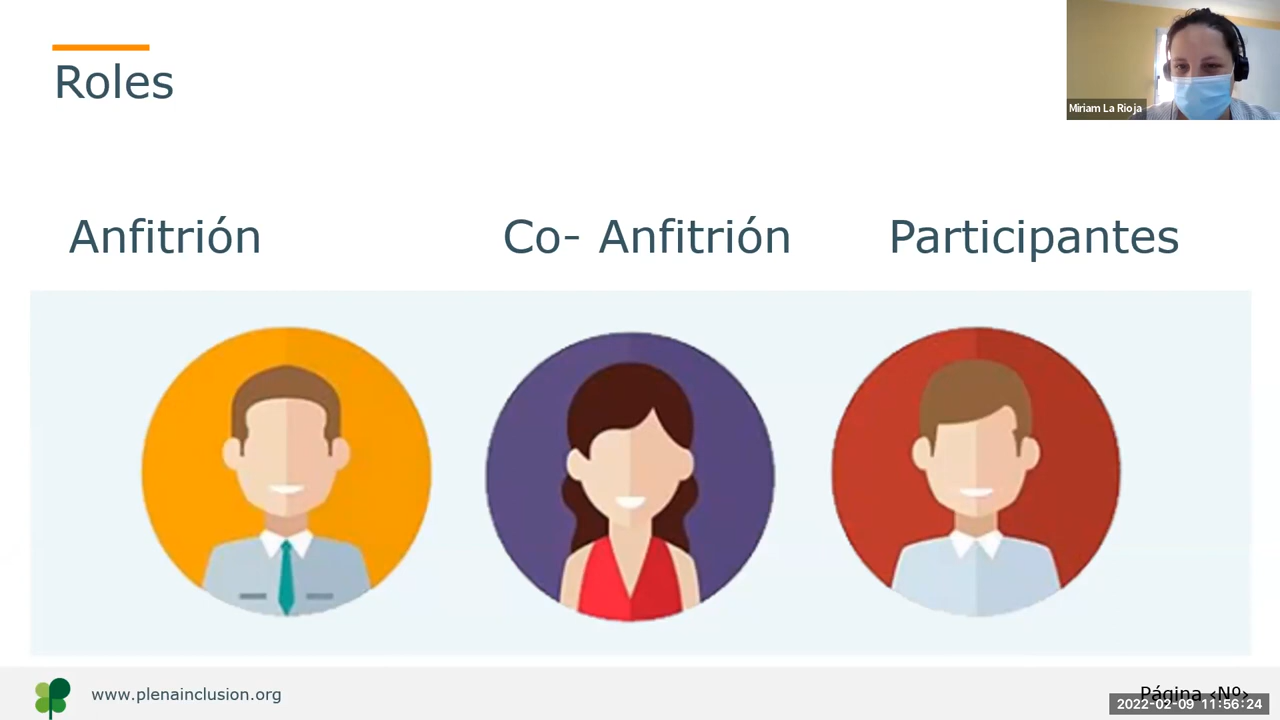 Roles
Miriam La Rioja
Anfitrión
Co- Anfitrión
Participantes
www.plenainclusion.org
Página ‹Nº›
2022-02-09 11:56:24